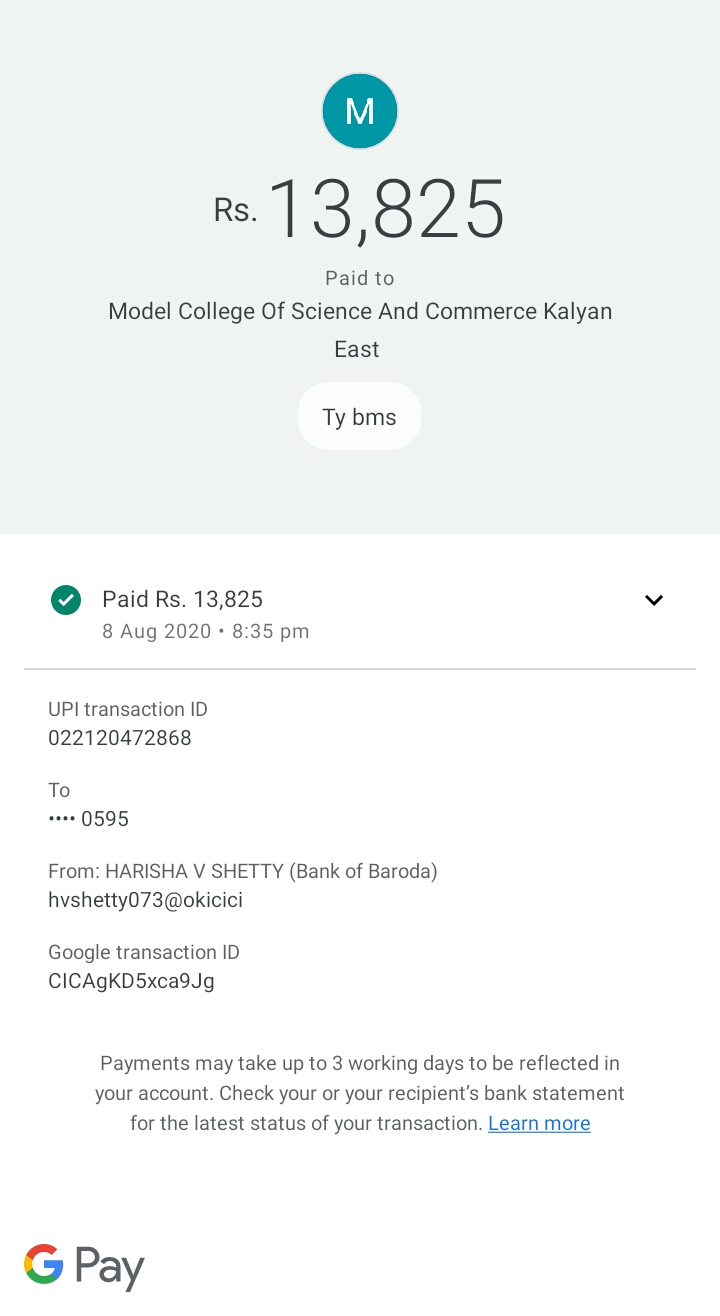 M
Rs. 13,825
Paid to
Model College Of Science And Commerce Kalyan
East
Ty bms
Paid Rs. 13,825
8 Aug 2020 • 8:35 pm
UPI transaction ID
022120472868
To
•••• 0595
From: HARISHA V SHETTY (Bank of Baroda)
hvshetty073@okicici
Google transaction ID
CICAgKD5xca9Jg
Payments may take up to 3 working days to be reflected in
your account. Check your or your recipient's bank statement
for the latest status of your transaction. Learn more
G Pay